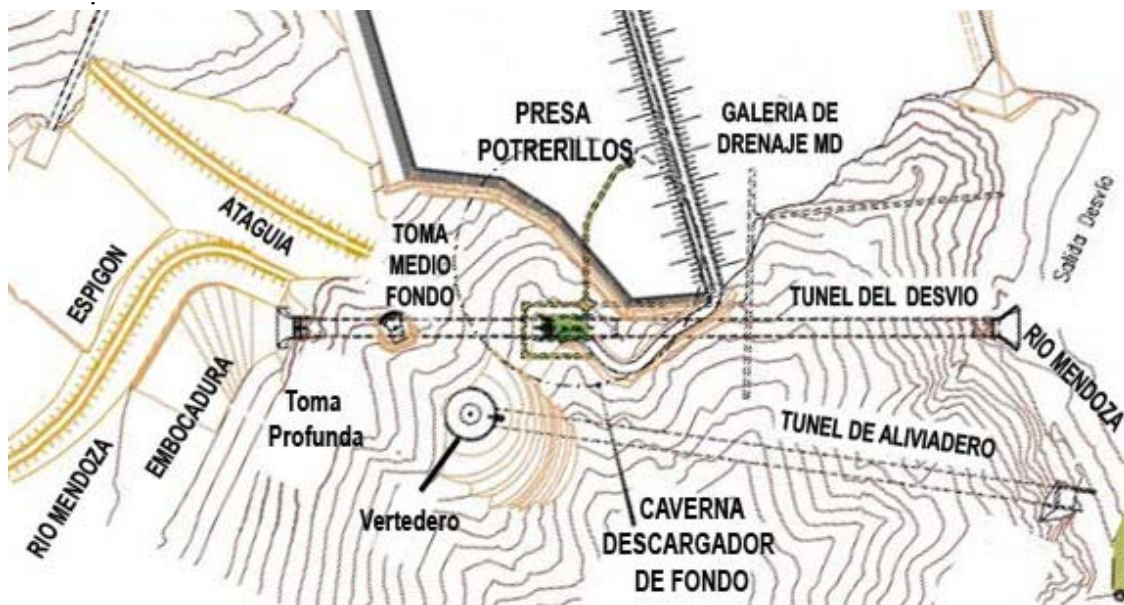 PRESA
POTRERILLOS
GALERIA DE
DRENAJE MD
ATAGUIA
ESPIGON
TOMA
MEDIO
FONDO
TUNEL DEL DESVIO
Salida Desvío
RIO MENDOZA
EMBOCADURA
Toma
Profunda
RIO MENDOZA
TUNEL DE ALIVIADERO
Vertedero
CAVERNA
DESCARGADOR
DE FONDO